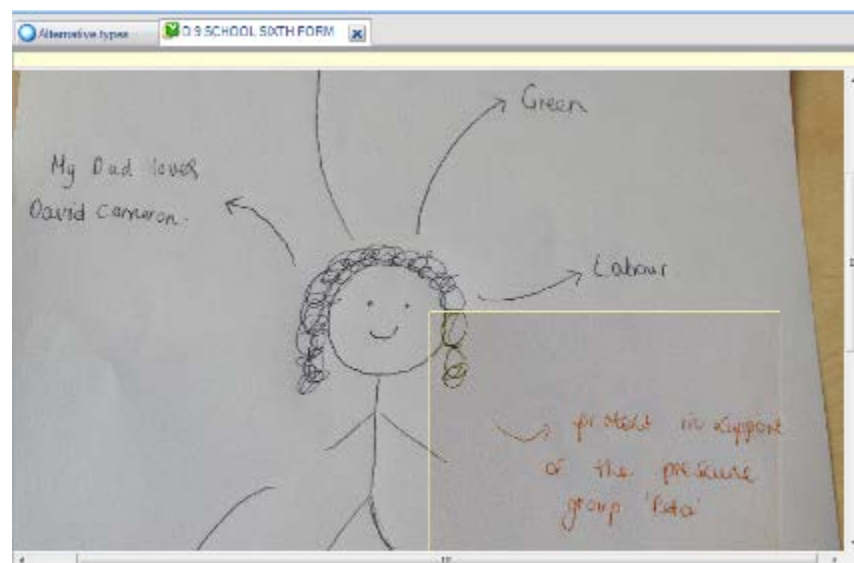 Alternative types
D 9 SCHOOL SIXTH FORM
Green
My Dad loves
David Cameron.
Labour
protest in support
of the pressure
group 'Peta'